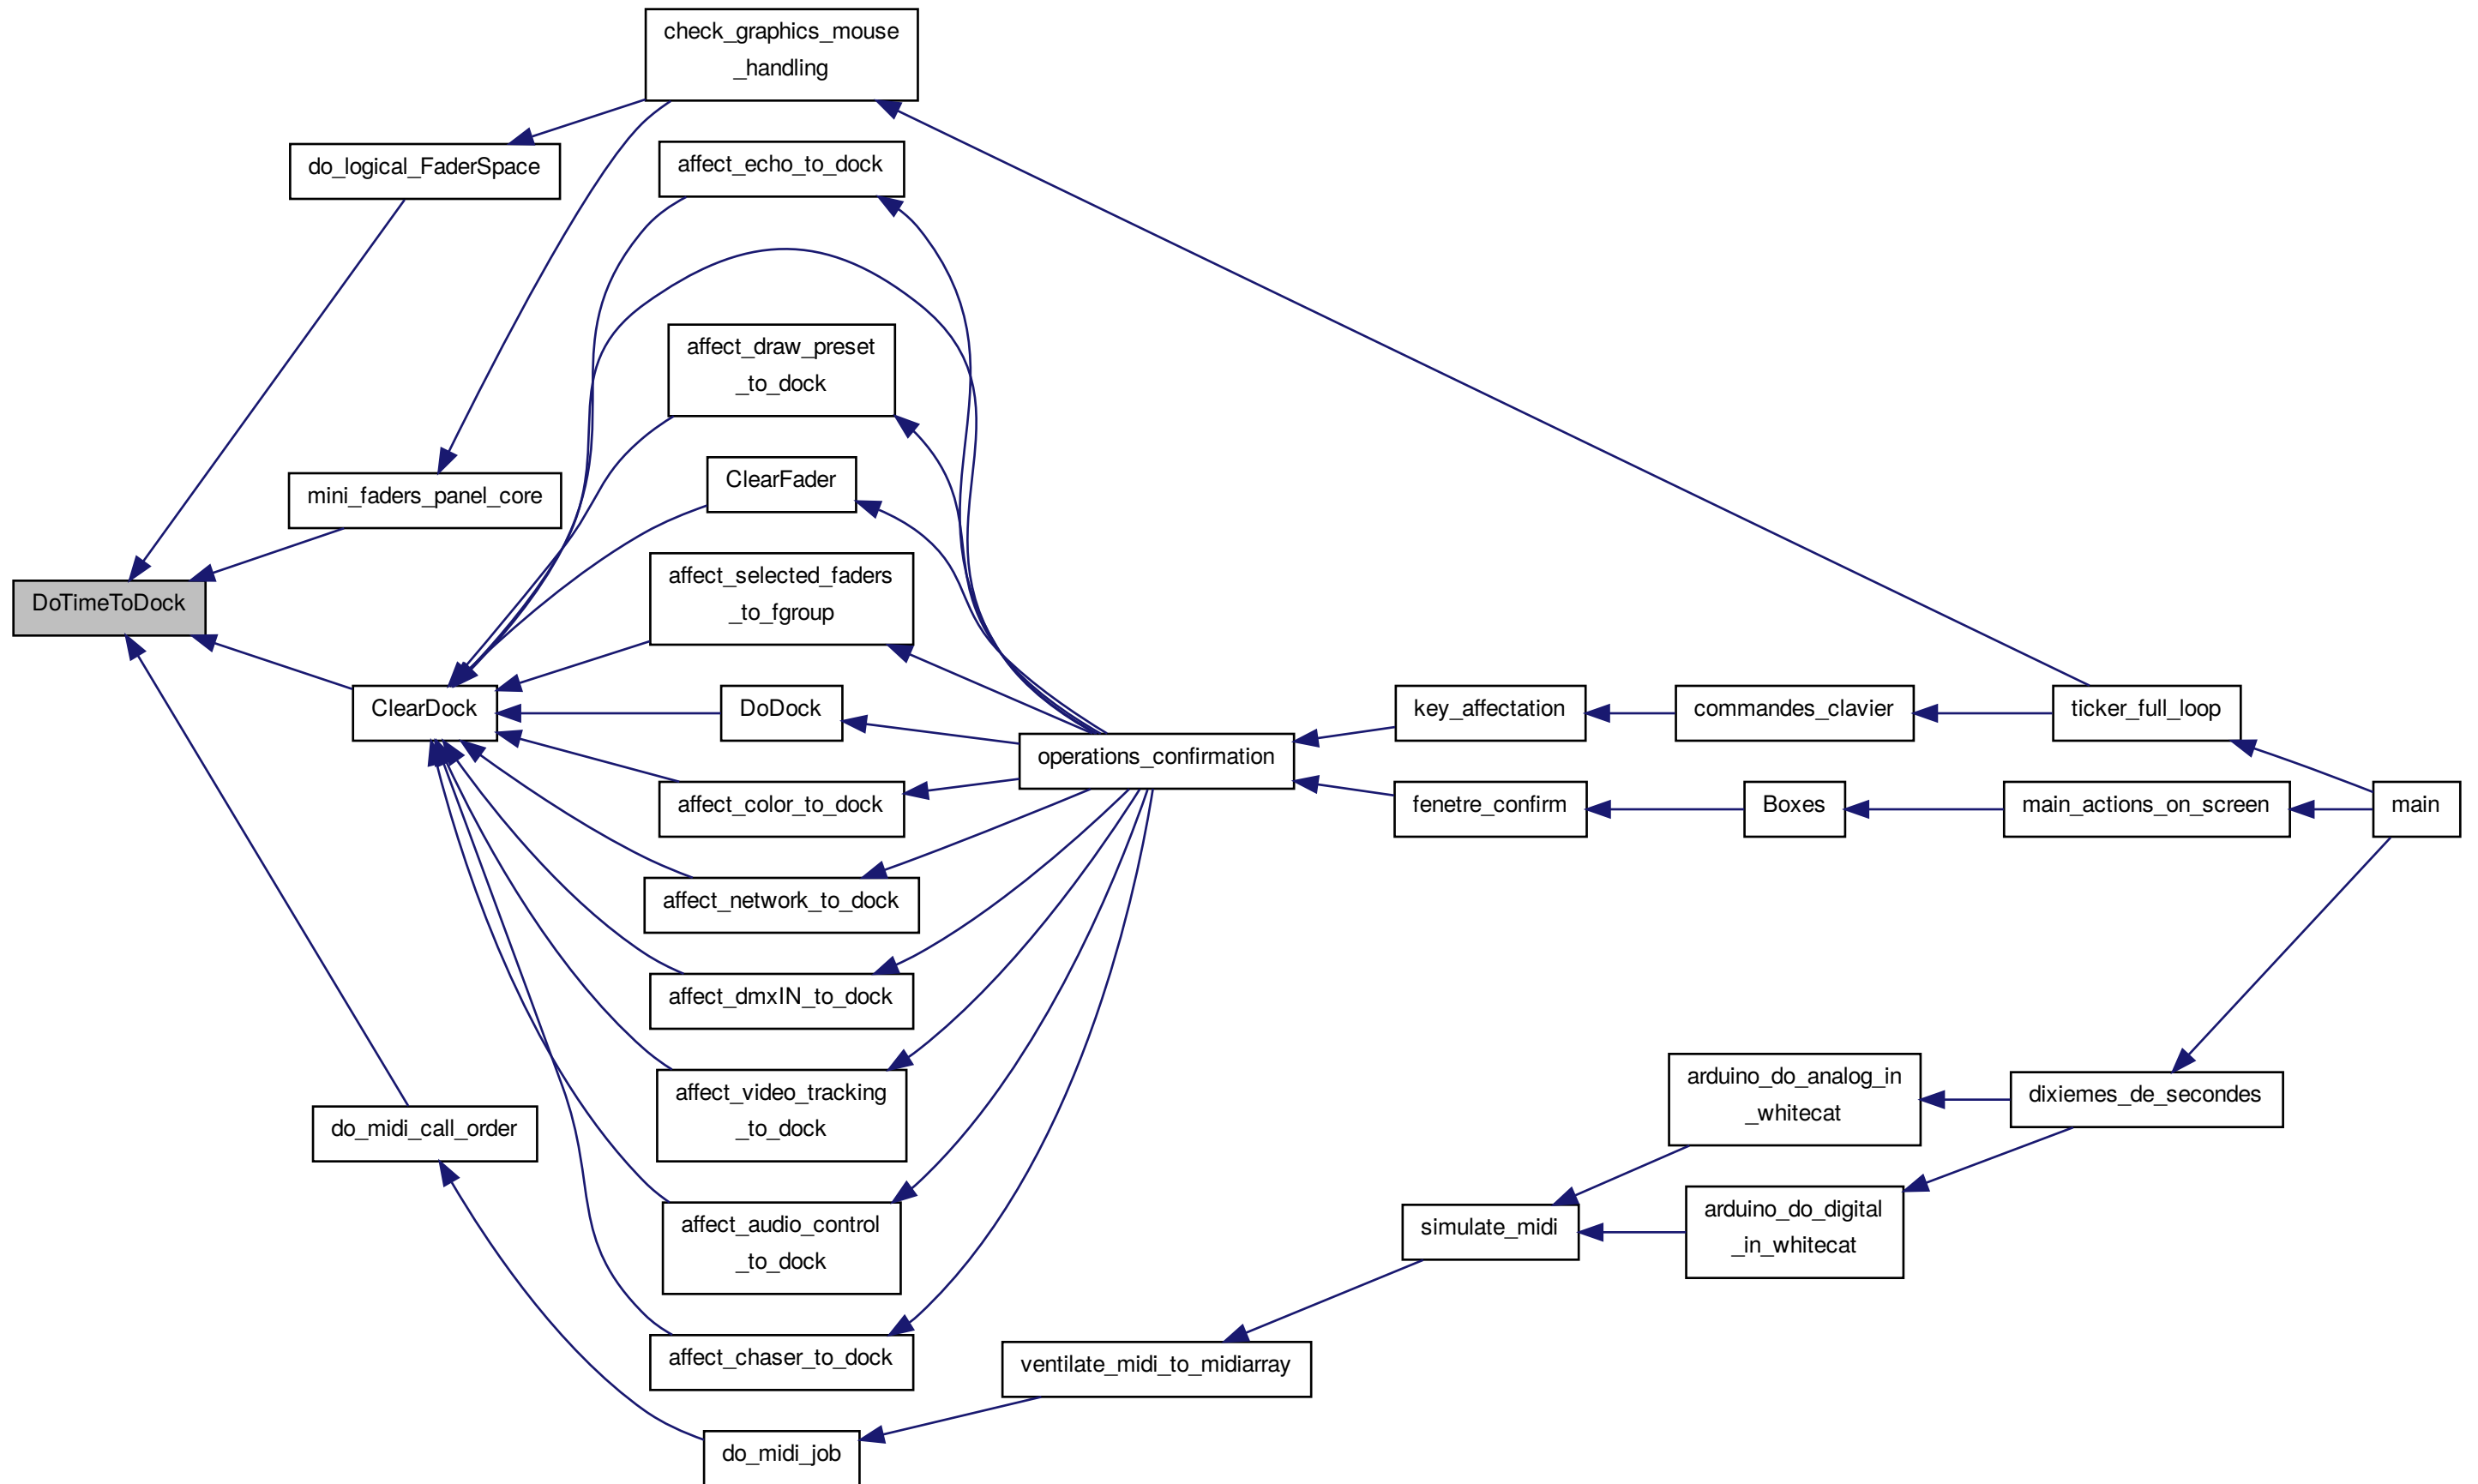 check_graphics_mouse
_handling
do_logical_FaderSpace
affect_echo_to_dock
affect_draw_preset
_to_dock
ClearFader
mini_faders_panel_core
affect_selected_faders
_to_fgroup
DoTimeToDock
ClearDock
DoDock
key_affectation
commandes_clavier
ticker_full_loop
operations_confirmation
affect_color_to_dock
fenetre_confirm
Boxes
main_actions_on_screen
main
affect_network_to_dock
affect_dmxIN_to_dock
affect_video_tracking
_to_dock
arduino_do_analog_in
_whitecat
dixiemes_de_secondes
do_midi_call_order
affect_audio_control
_to_dock
simulate_midi
arduino_do_digital
_in_whitecat
affect_chaser_to_dock
ventilate_midi_to_midiarray
do_midi_job